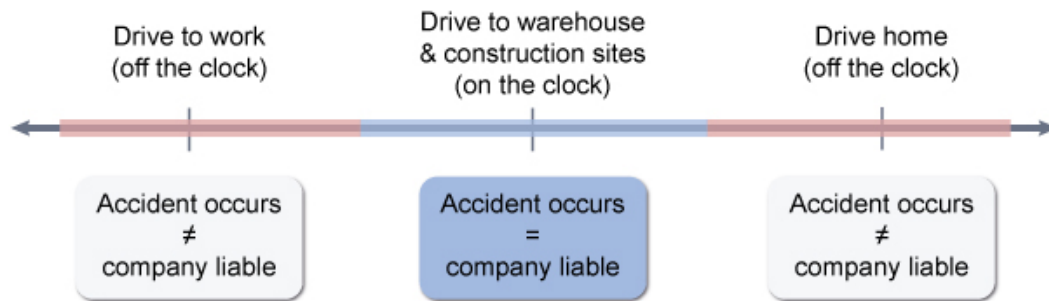 Drive to work
(off the clock)
Drive to warehouse
& construction sites
(on the clock)
Drive home
(off the clock)
Accident occurs
≠
company liable
Accident occurs
=
company liable
Accident occurs
≠
company liable